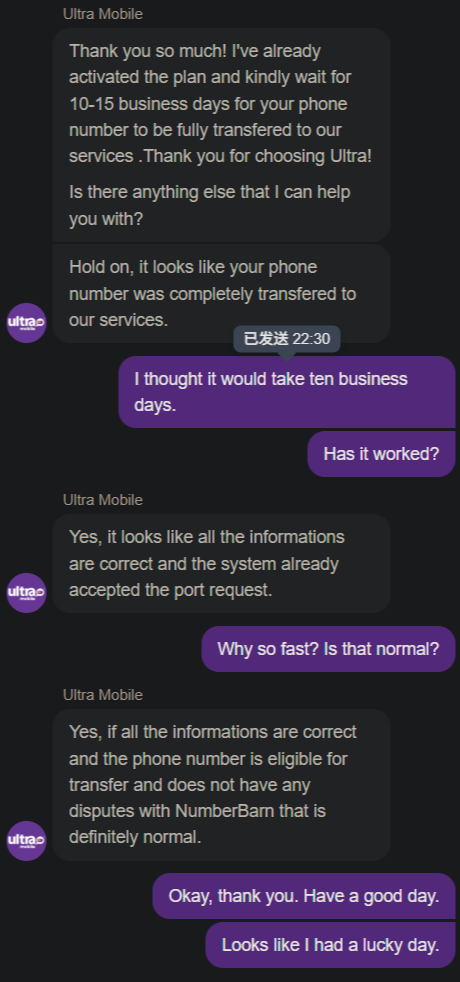 Ultra Mobile
Thank you so much! I've already
activated the plan and kindly wait for
10-15 business days for your phone
number to be fully transfered to our
services .Thank you for choosing Ultra!
Is there anything else that I can help
you with?
Hold on, it looks like your phone
number was completely transfered to
our services.
ultra
mobile
已发送 22:30
I thought it would take ten business
days.
Has it worked?
Ultra Mobile
Yes, it looks like all the informations
are correct and the system already
accepted the port request.
ultra
mobile
Why so fast? Is that normal?
Ultra Mobile
Yes, if all the informations are correct
and the phone number is eligible for
transfer and does not have any
disputes with NumberBarn that is
definitely normal.
ultra
mobile
Okay, thank you. Have a good day.
Looks like I had a lucky day.